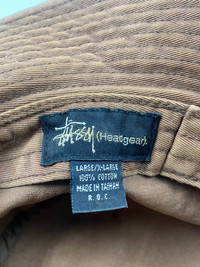 Stüssy (Headgear).
LARGE/X-LARGE
100% COTTON
MADE IN TAIWAN
R.O.C.